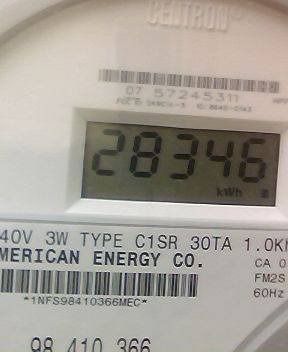 CENTRON®
07 57245311
28346
kWh
40V 3W TYPE C1SR 30TA 1.0K
MERICAN ENERGY CO.
CA 0
FM2S
60Hz
*1NFS98410366MEC*
98 410 366